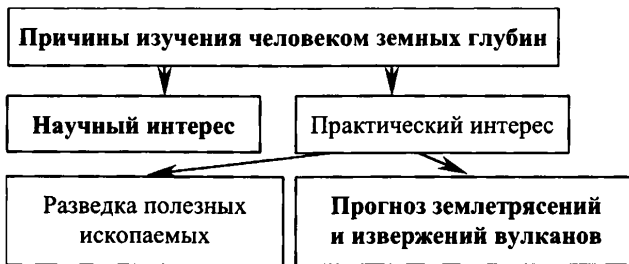 Причины изучения человеком земных глубин
Научный интерес
Практический интерес
Разведка полезных
ископаемых
Прогноз землетрясений
и извержений вулканов